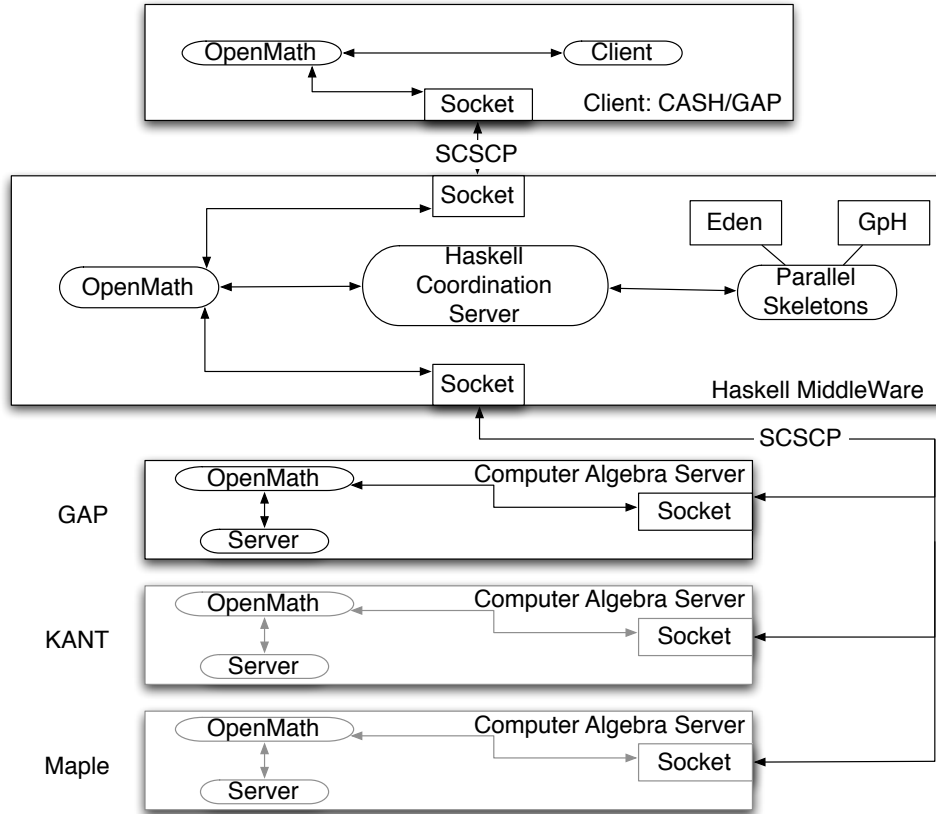 OpenMath
Client
Socket
Client: CASH/GAP
SCSCP
Socket
Eden
GpH
OpenMath
Haskell
Coordination
Server
Parallel
Skeletons
Socket
Haskell MiddleWare
SCSCP
GAP
OpenMath
Computer Algebra Server
Socket
Server
KANT
OpenMath
Computer Algebra Server
Socket
Server
Maple
OpenMath
Computer Algebra Server
Socket
Server